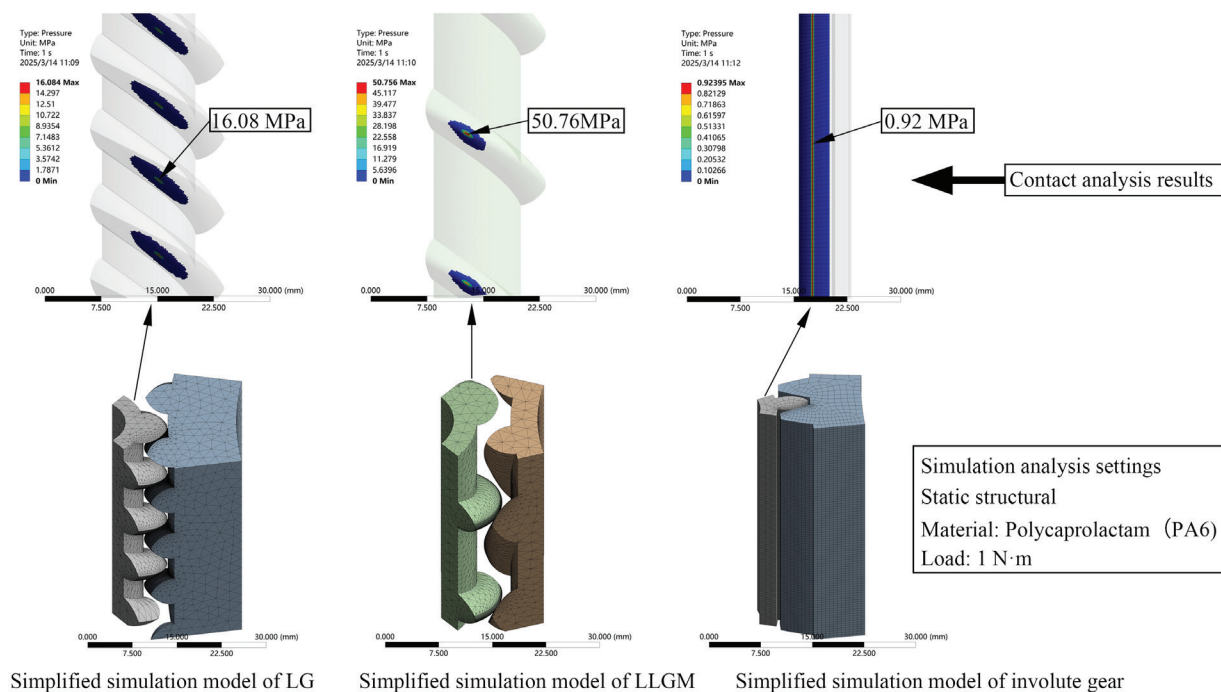 Type: Pressure
Unit: MPa
Time: 1 s
2025/3/14 11:09
16.084 Max
14.297
12.51
10.722
8.9354
7.1483
5.3612
3.5742
1.7871
0 Min
16.08 MPa
0.000
15.000
30.000 (mm)
7.500
22.500
Type: Pressure
Unit: MPa
Time: 1 s
2025/3/14 11:10
50.756 Max
45.117
39.477
33.837
28.198
22.558
16.919
11.279
5.6396
0 Min
50.76MPa
0.000
15.000
30.000 (mm)
7.500
22.500
Type: Pressure
Unit: MPa
Time: 1 s
2025/3/14 11:12
0.92395 Max
0.82129
0.71863
0.61597
0.51331
0.41065
0.30798
0.20532
0.10266
0 Min
0.92 MPa
0.000
15.000
30.000 (mm)
7.500
22.500
Contact analysis results
0.000
15.000
30.000 (mm)
7.500
22.500
Simplified simulation model of LG
0.000
15.000
30.000 (mm)
7.500
22.500
Simplified simulation model of LLGM
0.000
15.000
30.000 (mm)
7.500
22.500
Simplified simulation model of involute gear
Simulation analysis settings
Static structural
Material: Polycaprolactam（PA6）
Load: 1 N·m